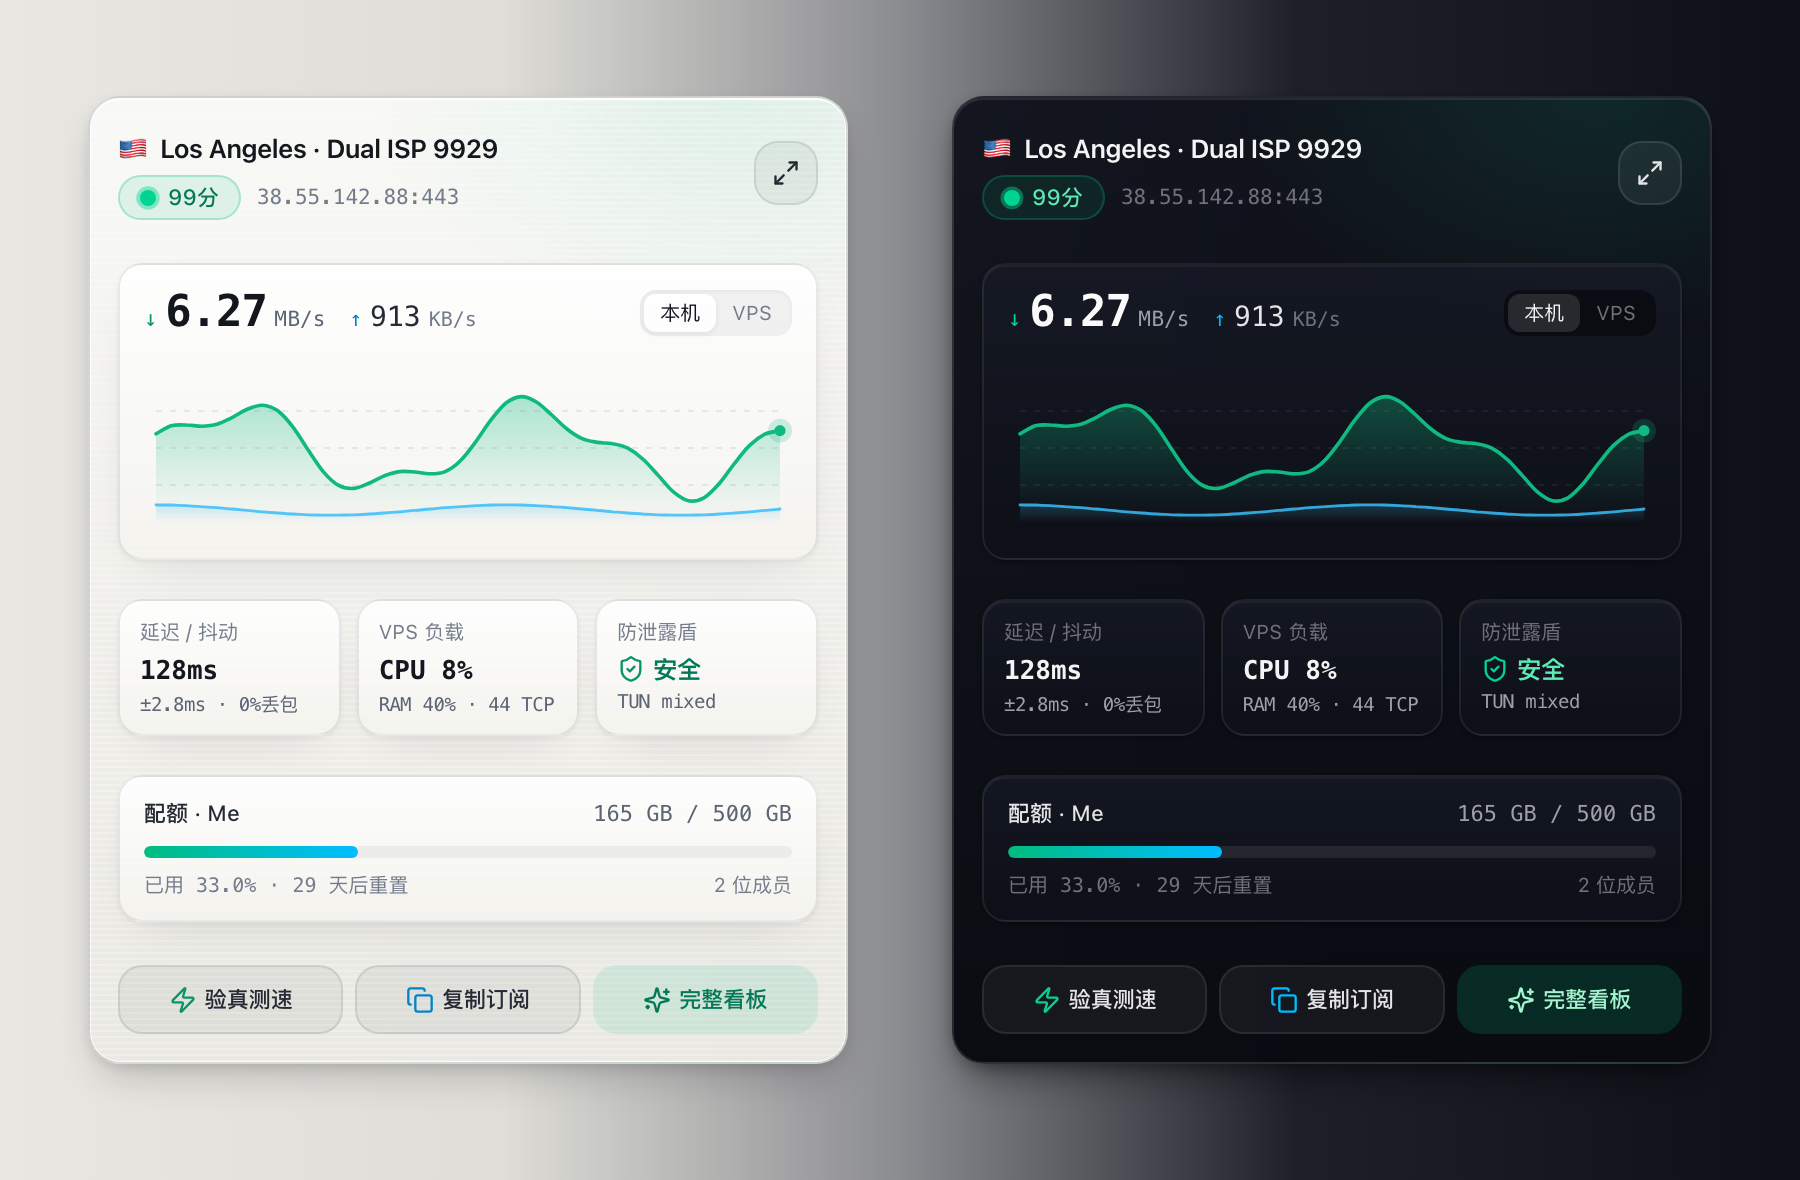 Los Angeles · Dual ISP 9929
99分 38.55.142.88:443
↓ 6.27 MB/s ↑ 913 KB/s 本机 VPS
延迟 / 抖动
128ms
±2.8ms · 0%丢包
VPS 负载
CPU 8%
RAM 40% · 44 TCP
防泄露盾
安全
TUN mixed
配额 · Me 165 GB / 500 GB
已用 33.0% · 29 天后重置 2 位成员
验真测速 复制订阅 完整看板
Los Angeles · Dual ISP 9929
99分 38.55.142.88:443
↓ 6.27 MB/s ↑ 913 KB/s 本机 VPS
延迟 / 抖动
128ms
±2.8ms · 0%丢包
VPS 负载
CPU 8%
RAM 40% · 44 TCP
防泄露盾
安全
TUN mixed
配额 · Me 165 GB / 500 GB
已用 33.0% · 29 天后重置 2 位成员
验真测速 复制订阅 完整看板